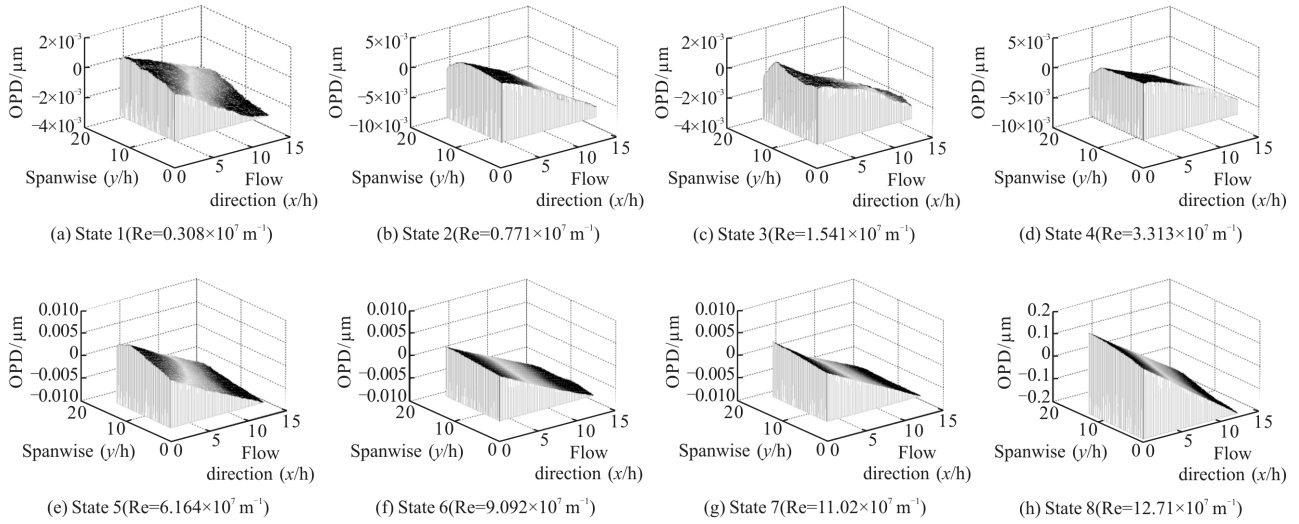 2×10⁻³
0
−2×10⁻³
−4×10⁻³
OPD/μm
20
10
0 0
5
10
15
Spanwise (y/h)
Flow
direction (x/h)
(a) State 1(Re=0.308×10⁷ m⁻¹)
5×10⁻³
0
−5×10⁻³
−10×10⁻³
OPD/μm
20
10
0 0
5
10
15
Spanwise (y/h)
Flow
direction (x/h)
(b) State 2(Re=0.771×10⁷ m⁻¹)
2×10⁻³
0
−2×10⁻³
−4×10⁻³
OPD/μm
20
10
0 0
5
10
15
Spanwise (y/h)
Flow
direction (x/h)
(c) State 3(Re=1.541×10⁷ m⁻¹)
5×10⁻³
0
−5×10⁻³
−10×10⁻³
OPD/μm
20
10
0 0
5
10
15
Spanwise (y/h)
Flow
direction (x/h)
(d) State 4(Re=3.313×10⁷ m⁻¹)
0.010
0.005
0
−0.005
−0.010
OPD/μm
20
10
0 0
5
10
15
Spanwise (y/h)
Flow
direction (x/h)
(e) State 5(Re=6.164×10⁷ m⁻¹)
0.010
0.005
0
−0.005
−0.010
OPD/μm
20
10
0 0
5
10
15
Spanwise (y/h)
Flow
direction (x/h)
(f) State 6(Re=9.092×10⁷ m⁻¹)
0.010
0.005
0
−0.005
−0.010
OPD/μm
20
10
0 0
5
10
15
Spanwise (y/h)
Flow
direction (x/h)
(g) State 7(Re=11.02×10⁷ m⁻¹)
0.2
0.1
0
−0.1
−0.2
OPD/μm
20
10
0 0
5
10
15
Spanwise (y/h)
Flow
direction (x/h)
(h) State 8(Re=12.71×10⁷ m⁻¹)